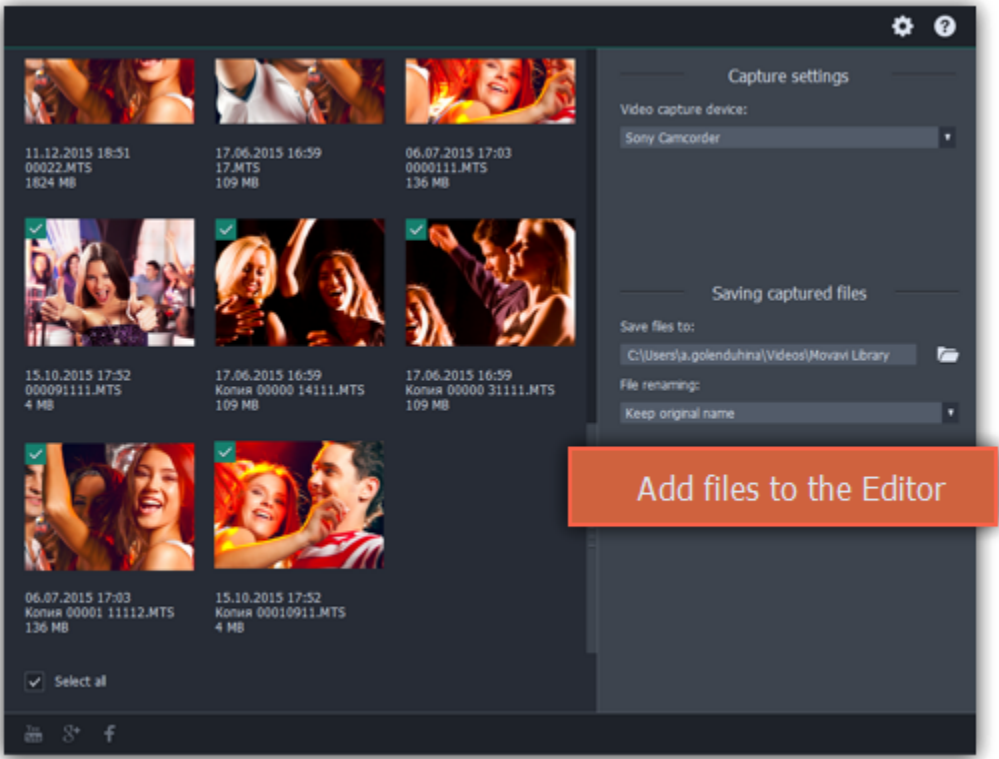 Capture settings
Video capture device:
Sony Camcorder
11.12.2015 18:51
00022.MTS
1824 MB
17.06.2015 16:59
17.MTS
109 MB
06.07.2015 17:03
0000111.MTS
136 MB
15.10.2015 17:52
000091111.MTS
4 MB
17.06.2015 16:59
Копия 00000 14111.MTS
109 MB
17.06.2015 16:59
Копия 00000 31111.MTS
109 MB
Saving captured files
Save files to:
C:\Users\a.golenduhina\Videos\Movavi Library
File renaming:
Keep original name
Add files to the Editor
06.07.2015 17:03
Копия 00001 11112.MTS
136 MB
15.10.2015 17:52
Копия 00010911.MTS
4 MB
Select all